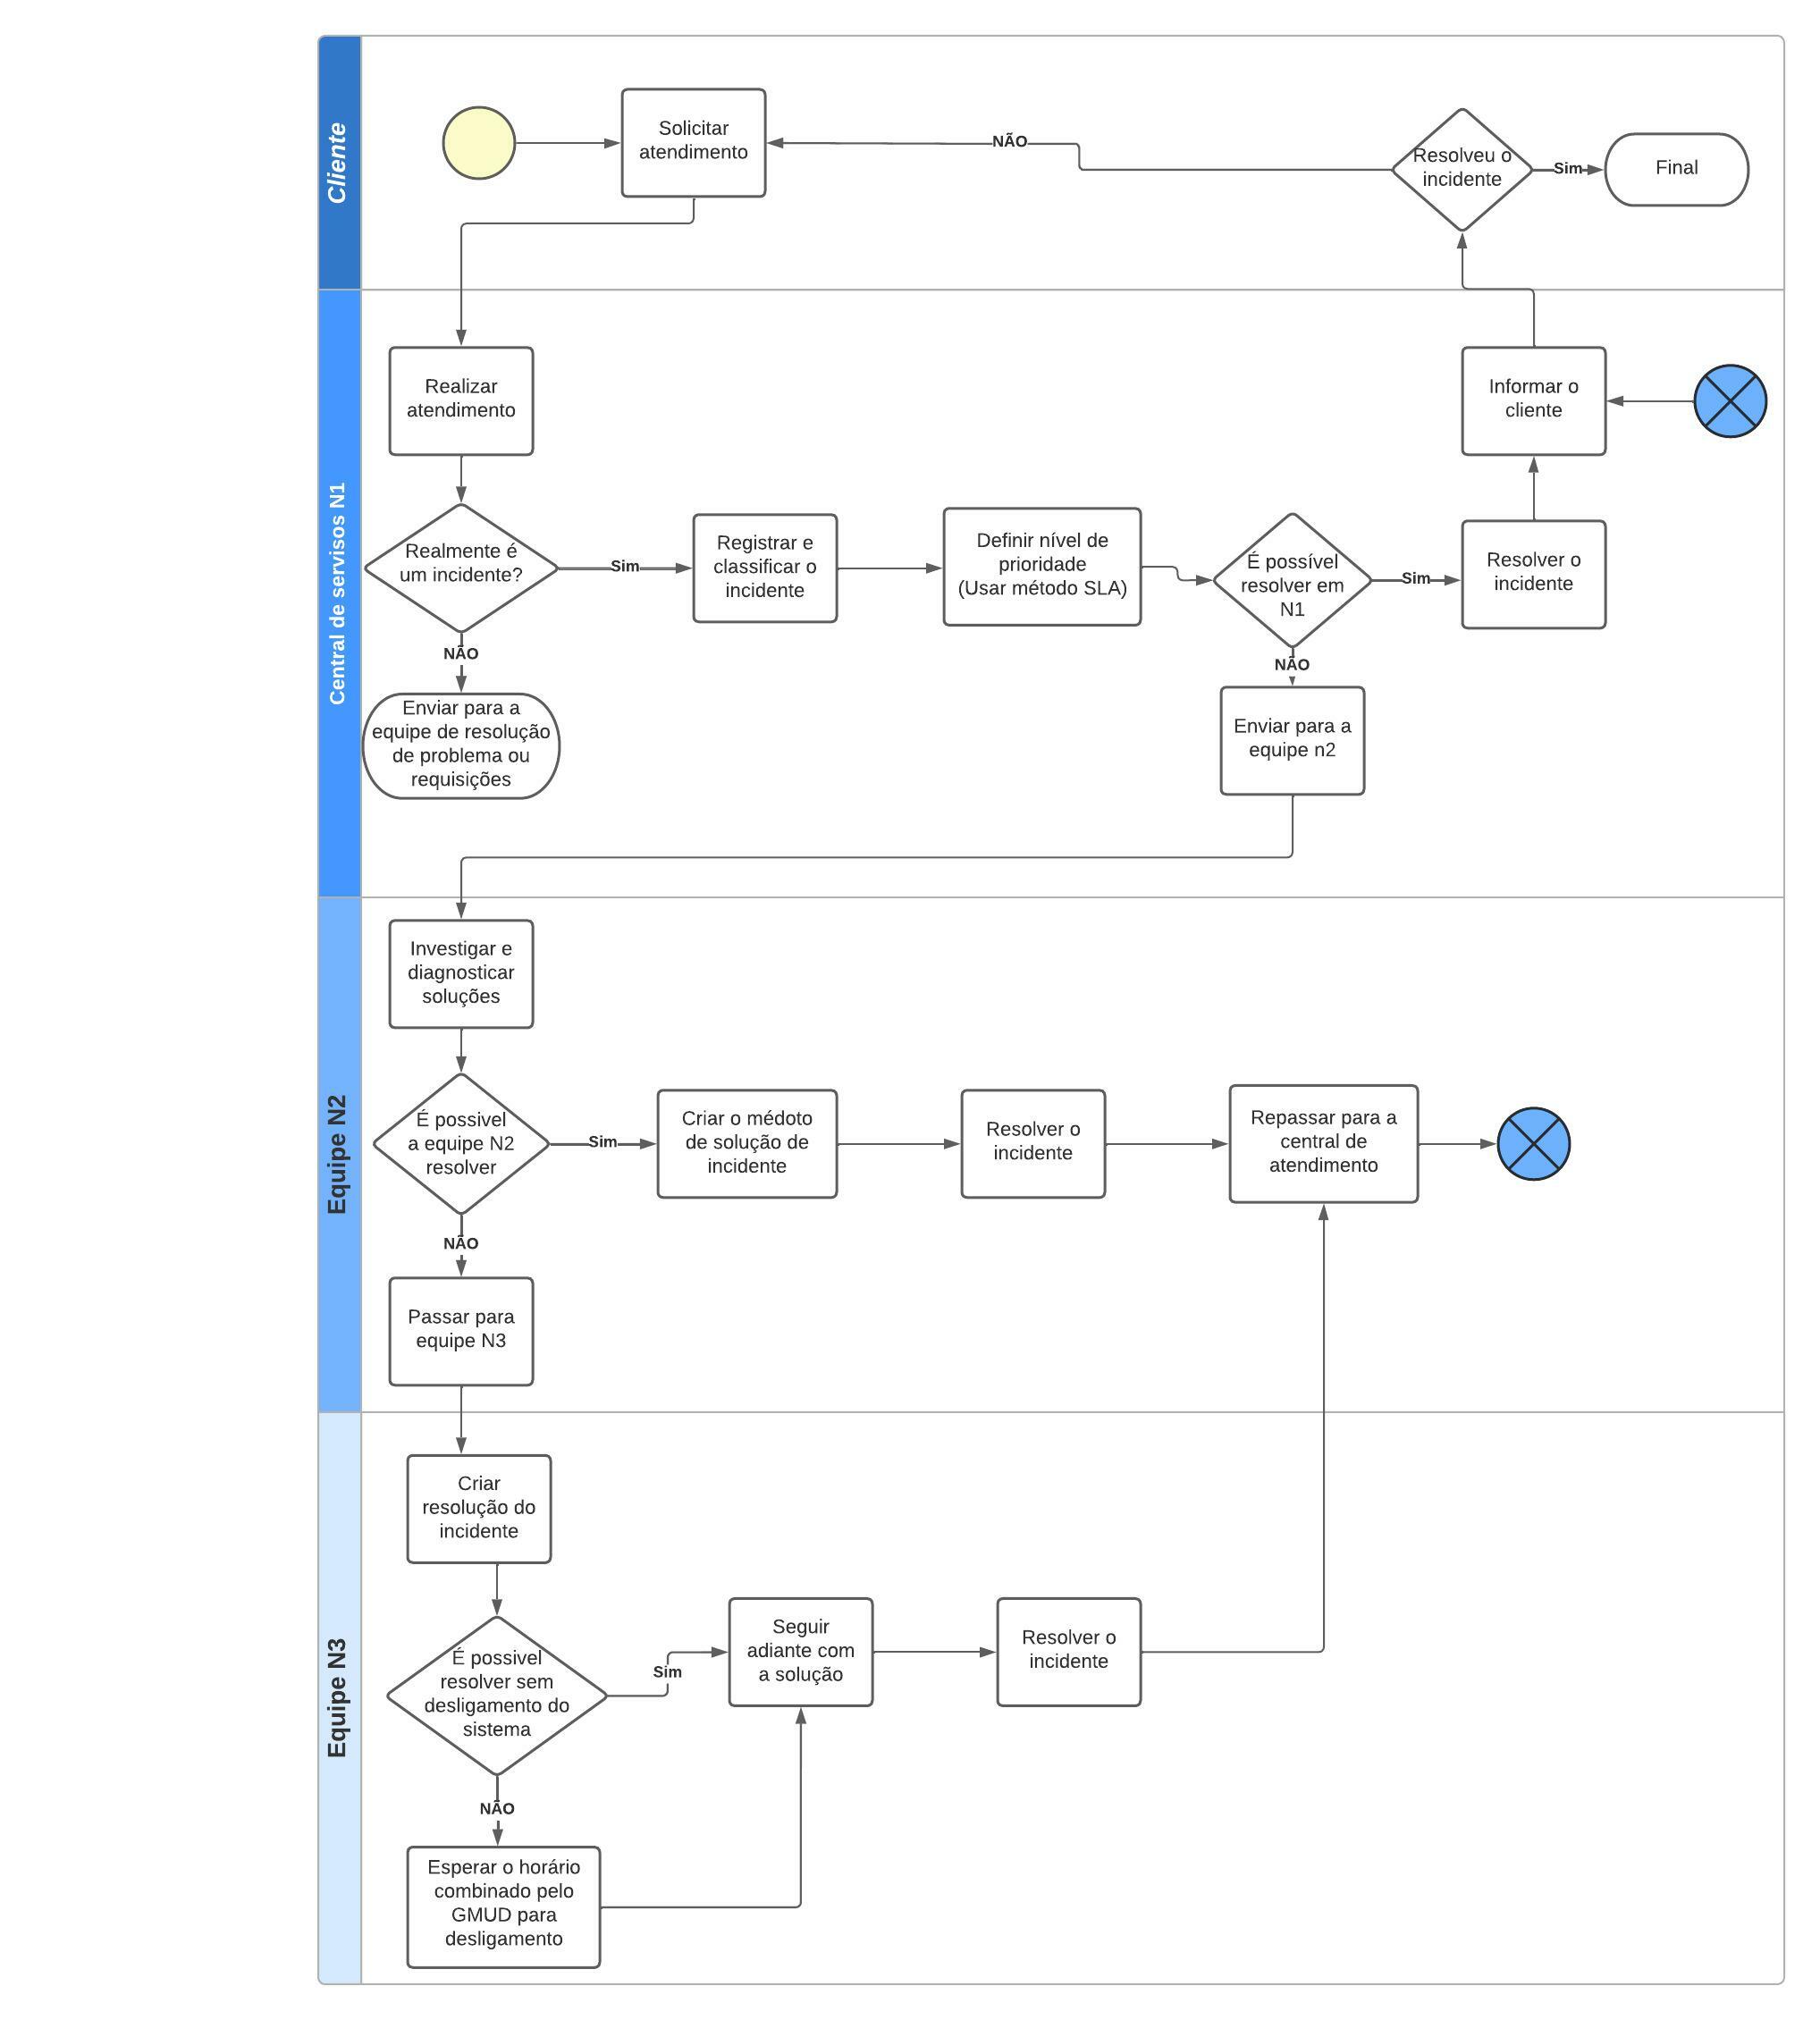 Cliente
Solicitar
atendimento
NÃO
Resolveu o
incidente
Sim
Final
Central de servisos N1
Realizar
atendimento
Informar o
cliente
Realmente é
um incidente?
Sim
Registrar e
classificar o
incidente
Definir nível de
prioridade
(Usar método SLA)
É possível
resolver em
N1
Sim
Resolver o
incidente
NÃO
Enviar para a
equipe de resolução
de problema ou
requisições
NÃO
Enviar para a
equipe n2
Equipe N2
Investigar e
diagnosticar
soluções
É possivel
a equipe N2
resolver
Sim
Criar o médoto
de solução de
incidente
Resolver o
incidente
Repassar para a
central de
atendimento
NÃO
Passar para
equipe N3
Equipe N3
Criar
resolução do
incidente
É possivel
resolver sem
desligamento do
sistema
Sim
Seguir
adiante com
a solução
Resolver o
incidente
NÃO
Esperar o horário
combinado pelo
GMUD para
desligamento